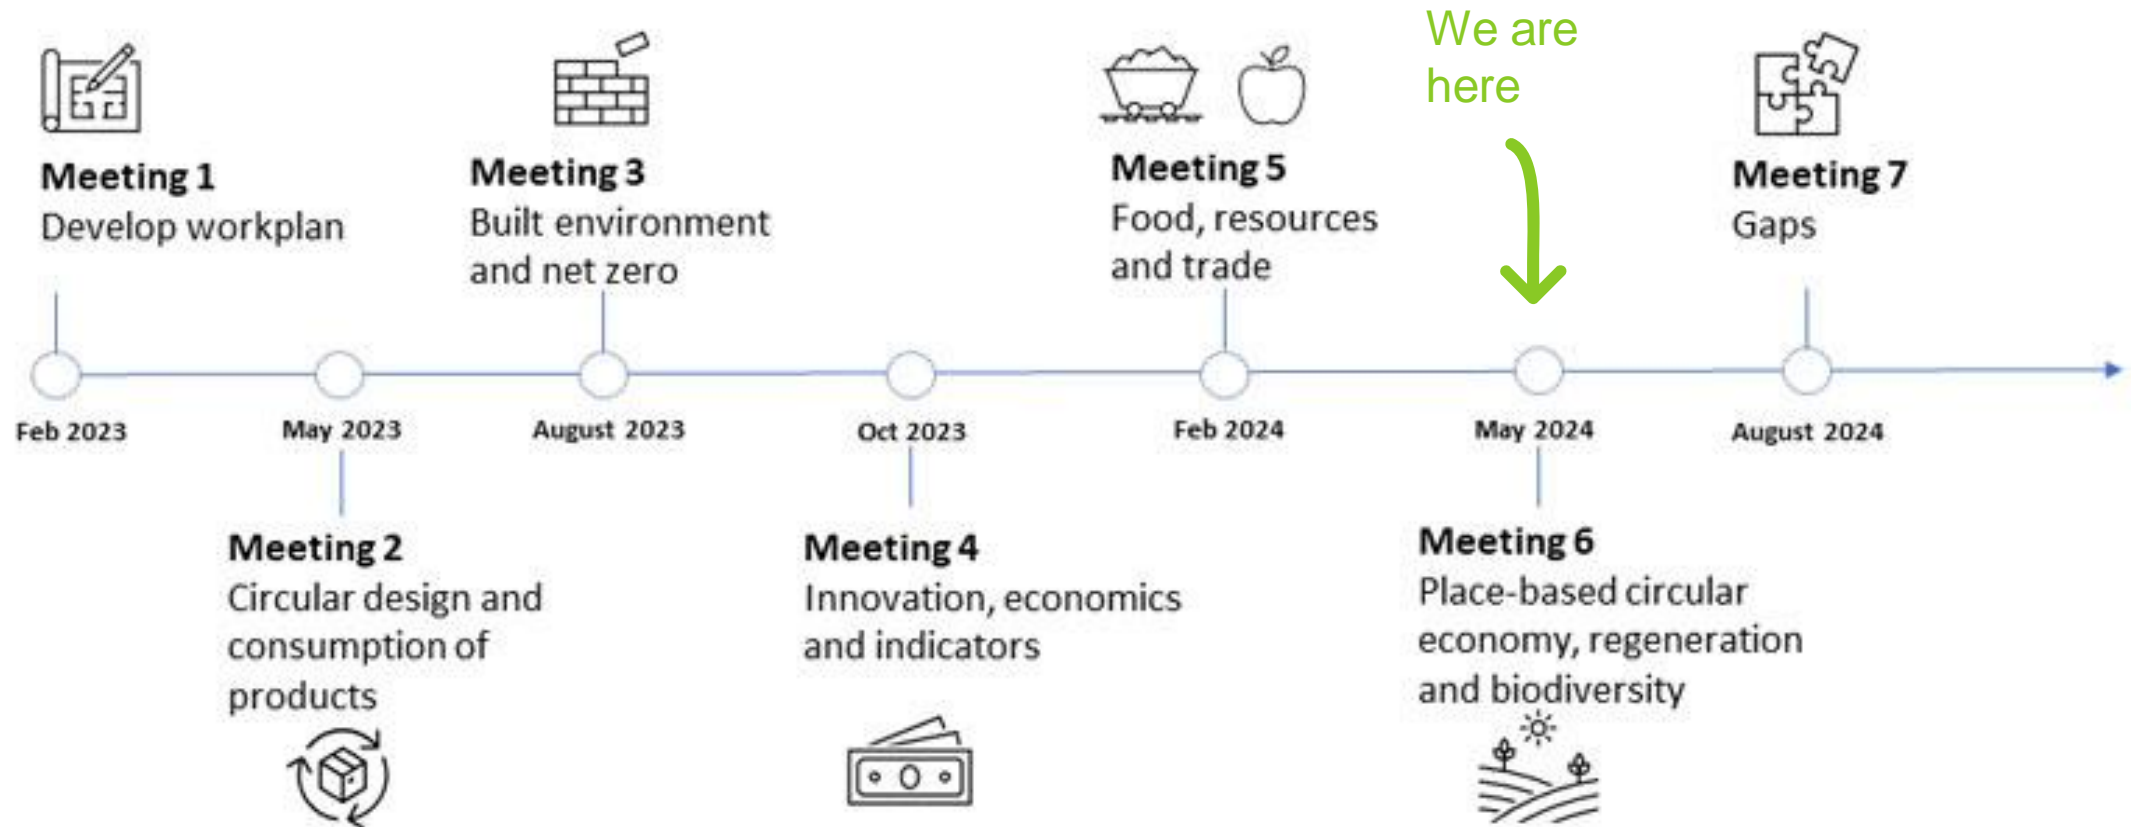 We are
here
Meeting 1
Develop workplan
Meeting 3
Built environment
and net zero
Meeting 5
Food, resources
and trade
Meeting 7
Gaps
Feb 2023
May 2023
August 2023
Oct 2023
Feb 2024
May 2024
August 2024
Meeting 2
Circular design and
consumption of
products
Meeting 4
Innovation, economics
and indicators
Meeting 6
Place-based circular
economy, regeneration
and biodiversity